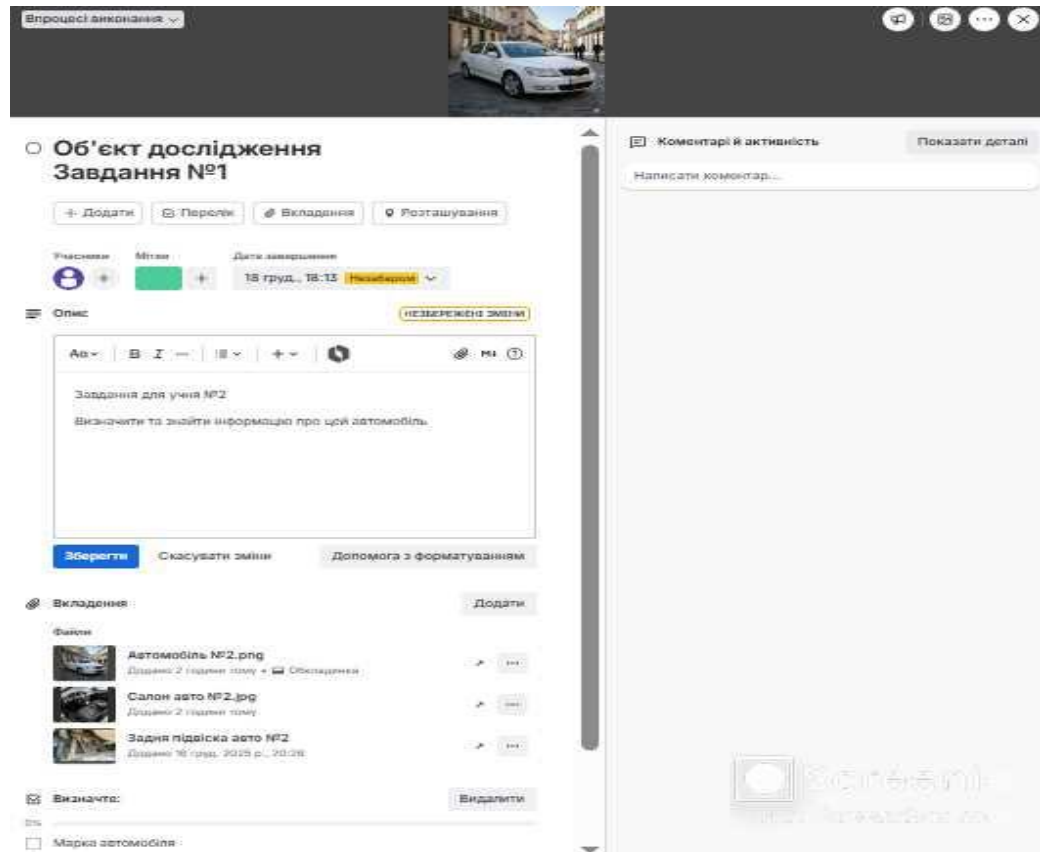 Впроцесі виконання
Об'єкт дослідження
Завдання №1
Коментарі й активність
Показати деталі
Написати коментар...
+ Додати
Перелік
Вкладення
Розташування
Учасники
Мітки
Дата завершення
18 груд., 18:13
Незабаром
Опис
НЕЗБЕРЕЖЕНІ ЗМІНИ
Aa
B
I
M↓
Завдання для учня №2
Визначити та знайти інформацію про цей автомобіль.
Зберегти
Скасувати зміни
Допомога з форматуванням
Вкладення
Додати
Файли
Автомобіль №2.png
Додано 2 години тому • Обкладинка
Салон авто №2.jpg
Додано 2 години тому
Задня підвіска авто №2
Додано 16 груд. 2025 р., 20:26
Визначте:
Видалити
0%
Марка автомобіля